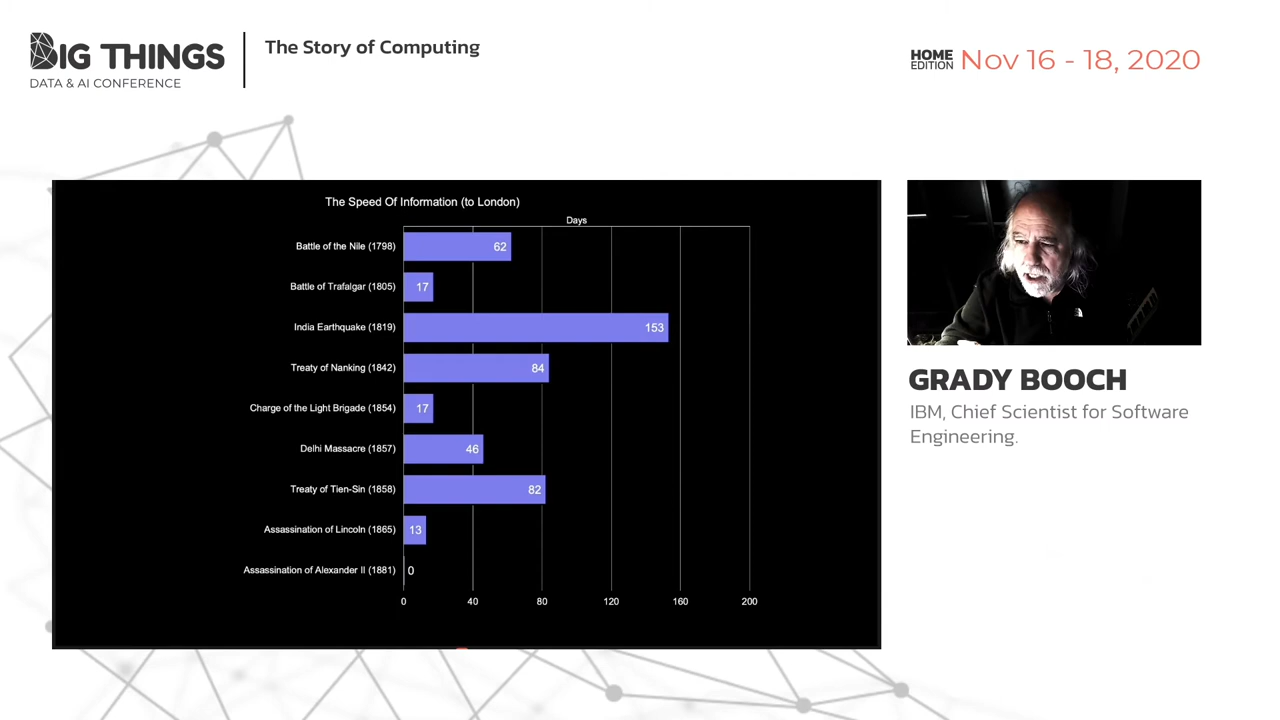 BIG THINGS
DATA & AI CONFERENCE
The Story of Computing
HOME
EDITION
Nov 16 - 18, 2020
The Speed Of Information (to London)
Days
Battle of the Nile (1798)
62
Battle of Trafalgar (1805)
17
India Earthquake (1819)
153
Treaty of Nanking (1842)
84
Charge of the Light Brigade (1854)
17
Delhi Massacre (1857)
46
Treaty of Tien-Sin (1858)
82
Assassination of Lincoln (1865)
13
Assassination of Alexander II (1881)
0
0 40 80 120 160 200
GRADY BOOCH
IBM, Chief Scientist for Software
Engineering.